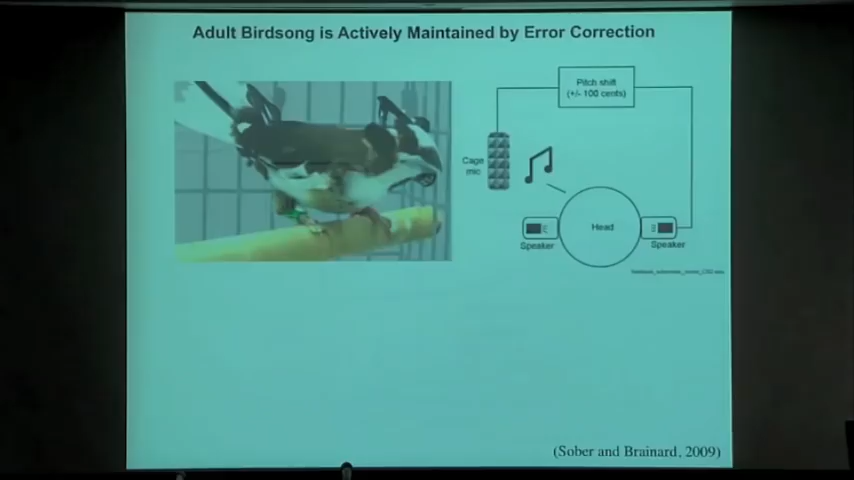 Adult Birdsong is Actively Maintained by Error Correction
Pitch shift
(+/- 100 cents)
Cage
mic
Head
Speaker
Speaker
(Sober and Brainard, 2009)